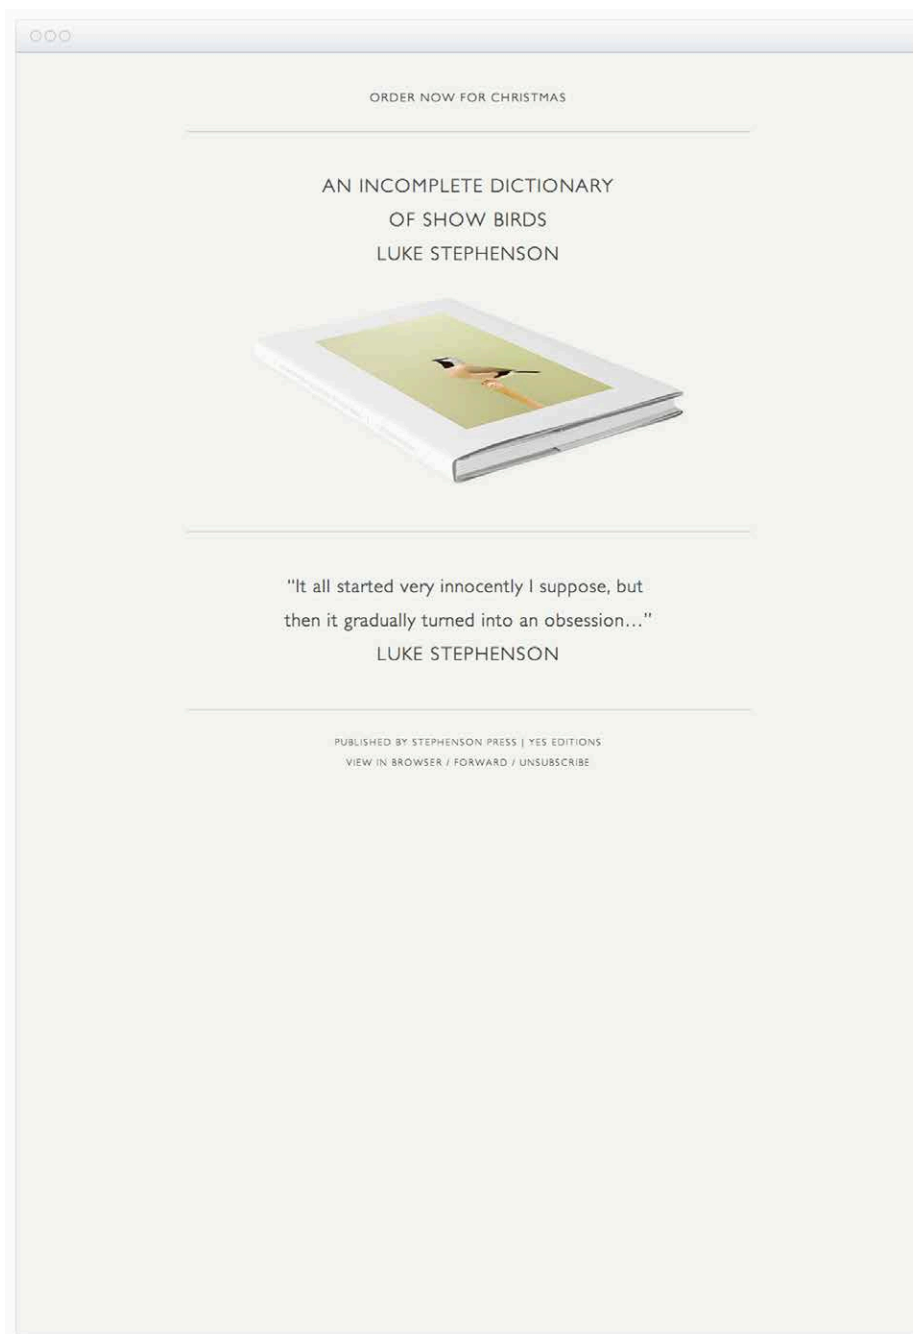 ORDER NOW FOR CHRISTMAS
AN INCOMPLETE DICTIONARY
OF SHOW BIRDS
LUKE STEPHENSON
"It all started very innocently I suppose, but
then it gradually turned into an obsession…"
LUKE STEPHENSON
PUBLISHED BY STEPHENSON PRESS | YES EDITIONS
VIEW IN BROWSER / FORWARD / UNSUBSCRIBE